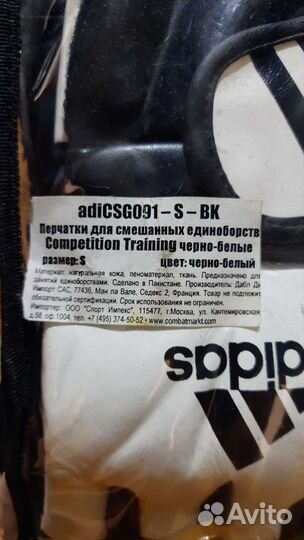 adiCSG091 – S – BK
Перчатки для смешанных единоборств
Competition Training черно-белые
размер: S цвет: черно-белый
Материал: натуральная кожа, пеноматериал, ткань. Предназначено для
занятий единоборствами. Сделано в Пакистане. Производитель: Дабл Ди
Импорт САС, 77436, Ман ла Вале, Седекс 2, Франция. Товар не подлежит
обязательной сертификации. Срок использования не ограничен.
Импортер: ООО "Спорт Импекс", 115477, г.Москва, ул. Кантемировская
д.58, оф. 1004, тел. +7 (495) 374-50-52 • www.combatmarkt.com
adidas
Avito